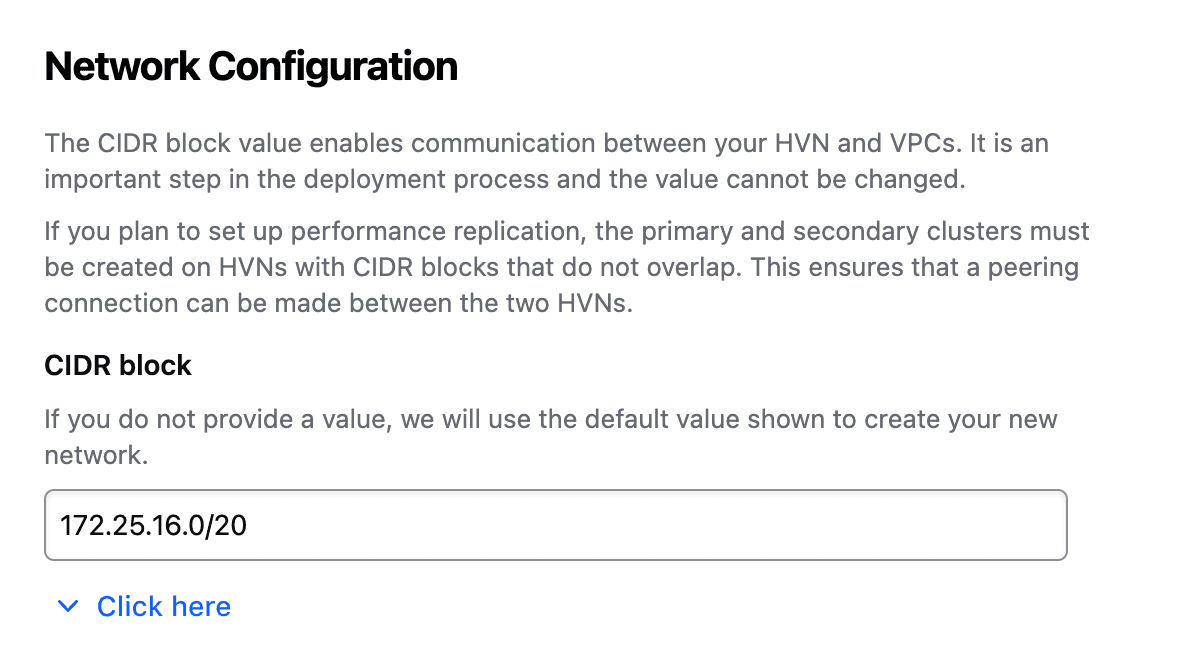 Network Configuration
The CIDR block value enables communication between your HVN and VPCs. It is an
important step in the deployment process and the value cannot be changed.
If you plan to set up performance replication, the primary and secondary clusters must
be created on HVNs with CIDR blocks that do not overlap. This ensures that a peering
connection can be made between the two HVNs.
CIDR block
If you do not provide a value, we will use the default value shown to create your new
network.
172.25.16.0/20
Click here